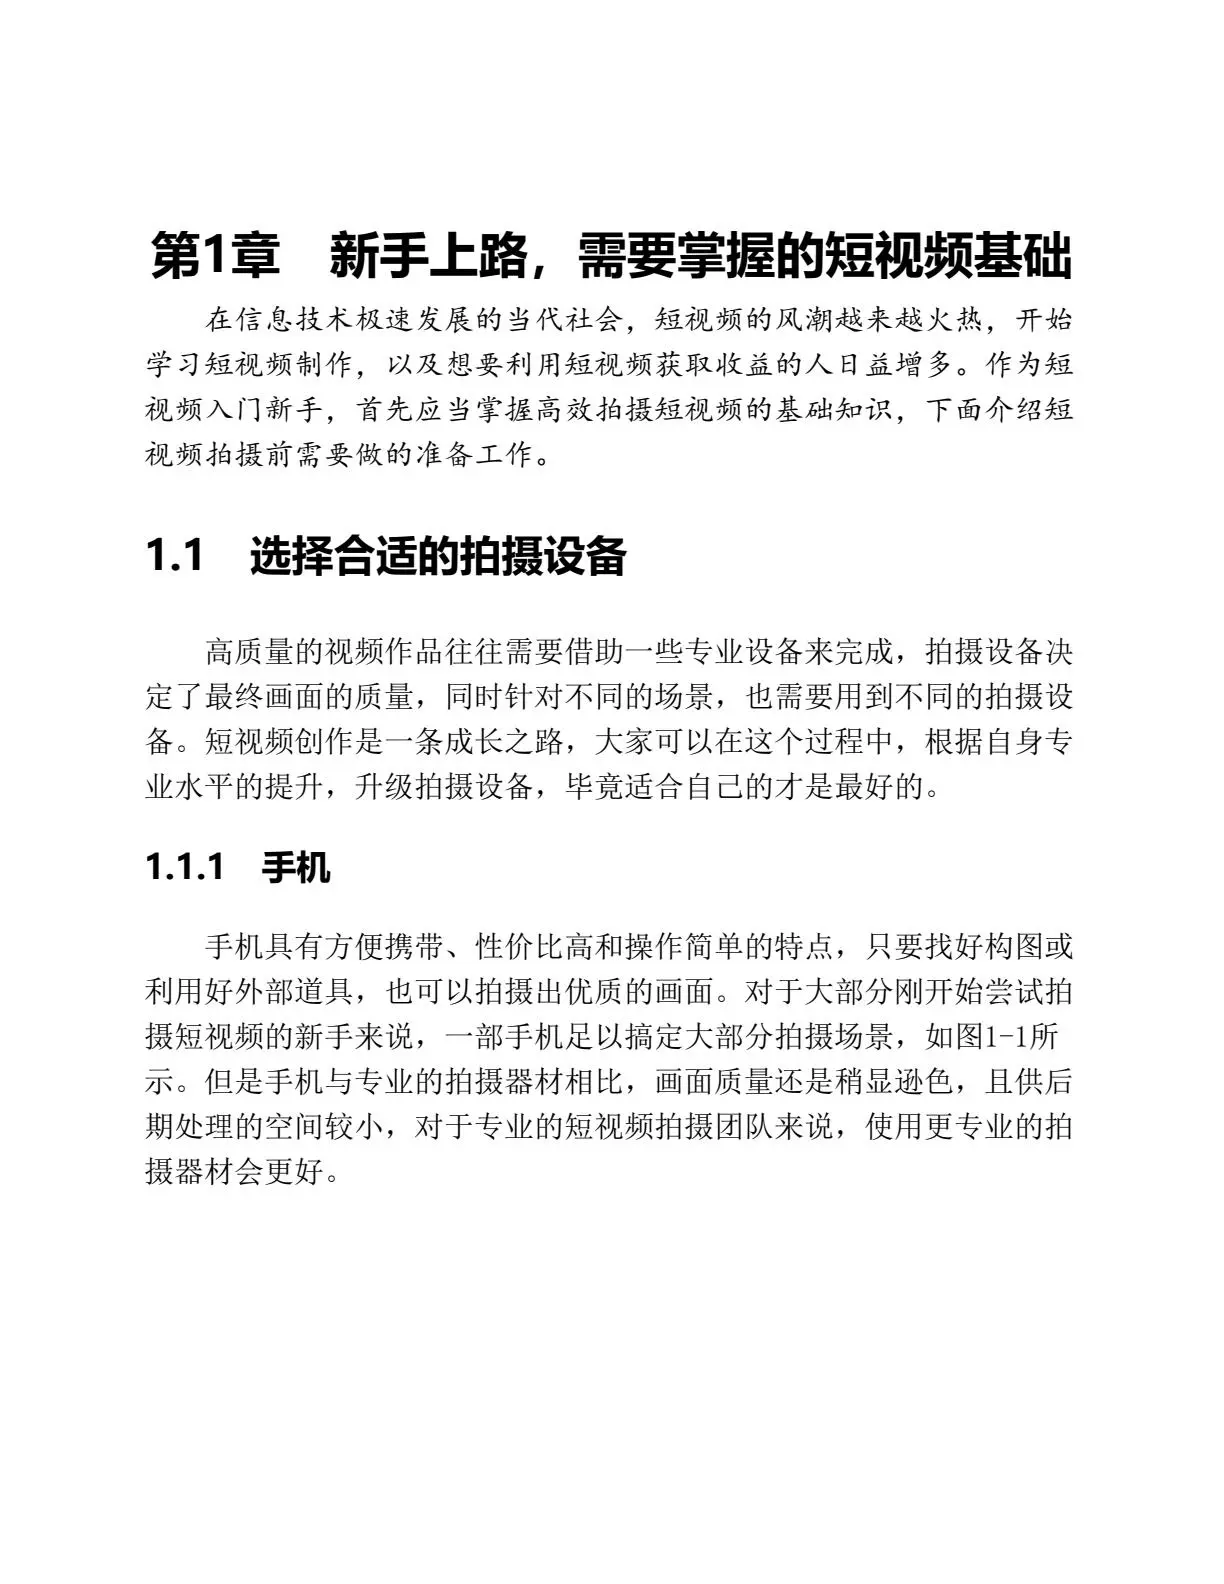 第1章　新手上路，需要掌握的短视频基础
在信息技术极速发展的当代社会，短视频的风潮越来越火热，开始
学习短视频制作，以及想要利用短视频获取收益的人日益增多。作为短
视频入门新手，首先应当掌握高效拍摄短视频的基础知识，下面介绍短
视频拍摄前需要做的准备工作。
1.1　选择合适的拍摄设备
高质量的视频作品往往需要借助一些专业设备来完成，拍摄设备决
定了最终画面的质量，同时针对不同的场景，也需要用到不同的拍摄设
备。短视频创作是一条成长之路，大家可以在这个过程中，根据自身专
业水平的提升，升级拍摄设备，毕竟适合自己的才是最好的。
1.1.1　手机
手机具有方便携带、性价比高和操作简单的特点，只要找好构图或
利用好外部道具，也可以拍摄出优质的画面。对于大部分刚开始尝试拍
摄短视频的新手来说，一部手机足以搞定大部分拍摄场景，如图1-1所
示。但是手机与专业的拍摄器材相比，画面质量还是稍显逊色，且供后
期处理的空间较小，对于专业的短视频拍摄团队来说，使用更专业的拍
摄器材会更好。